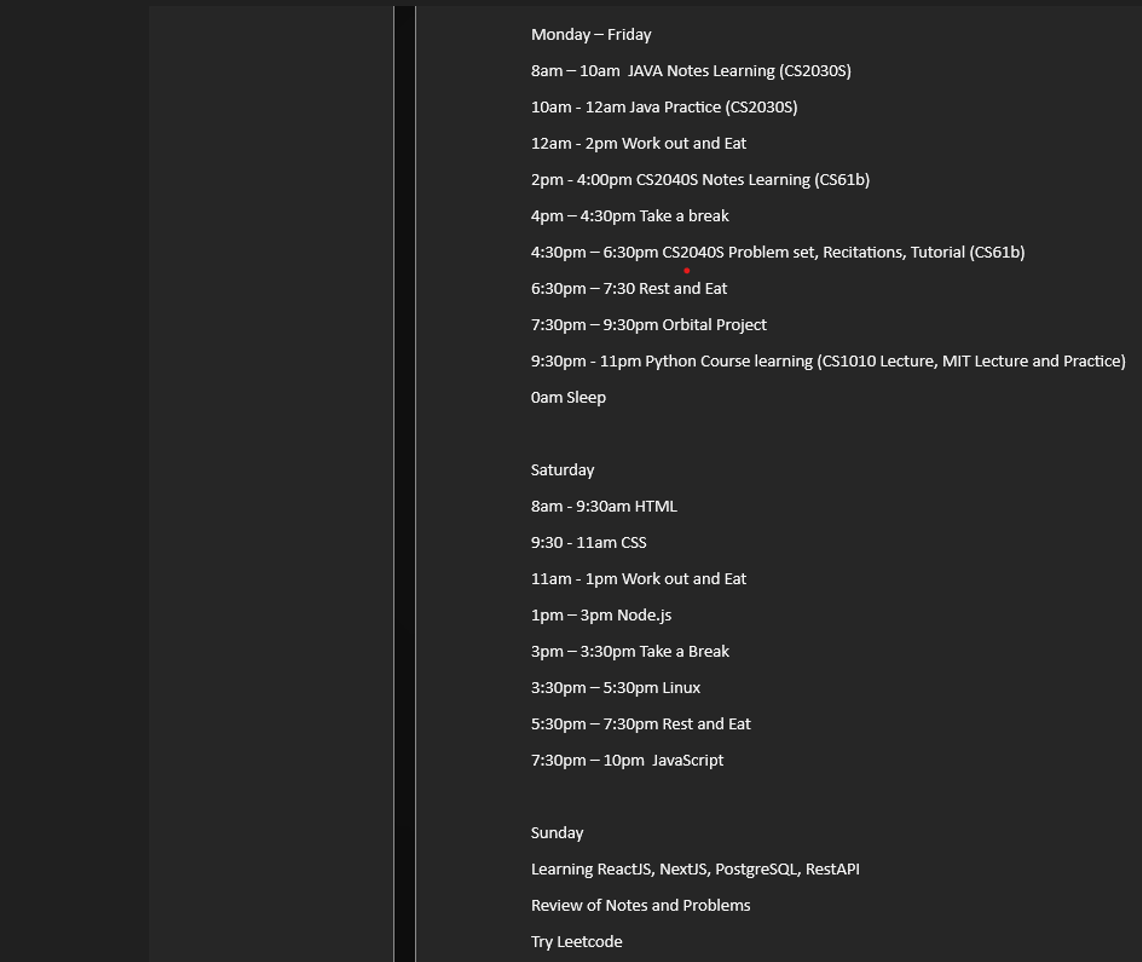 Monday – Friday
8am – 10am  JAVA Notes Learning (CS2030S)
10am - 12am Java Practice (CS2030S)
12am - 2pm Work out and Eat
2pm - 4:00pm CS2040S Notes Learning (CS61b)
4pm – 4:30pm Take a break
4:30pm – 6:30pm CS2040S Problem set, Recitations, Tutorial (CS61b)
6:30pm – 7:30 Rest and Eat
7:30pm – 9:30pm Orbital Project
9:30pm - 11pm Python Course learning (CS1010 Lecture, MIT Lecture and Practice)
0am Sleep
Saturday
8am - 9:30am HTML
9:30 - 11am CSS
11am - 1pm Work out and Eat
1pm – 3pm Node.js
3pm – 3:30pm Take a Break
3:30pm – 5:30pm Linux
5:30pm – 7:30pm Rest and Eat
7:30pm – 10pm  JavaScript
Sunday
Learning ReactJS, NextJS, PostgreSQL, RestAPI
Review of Notes and Problems
Try Leetcode